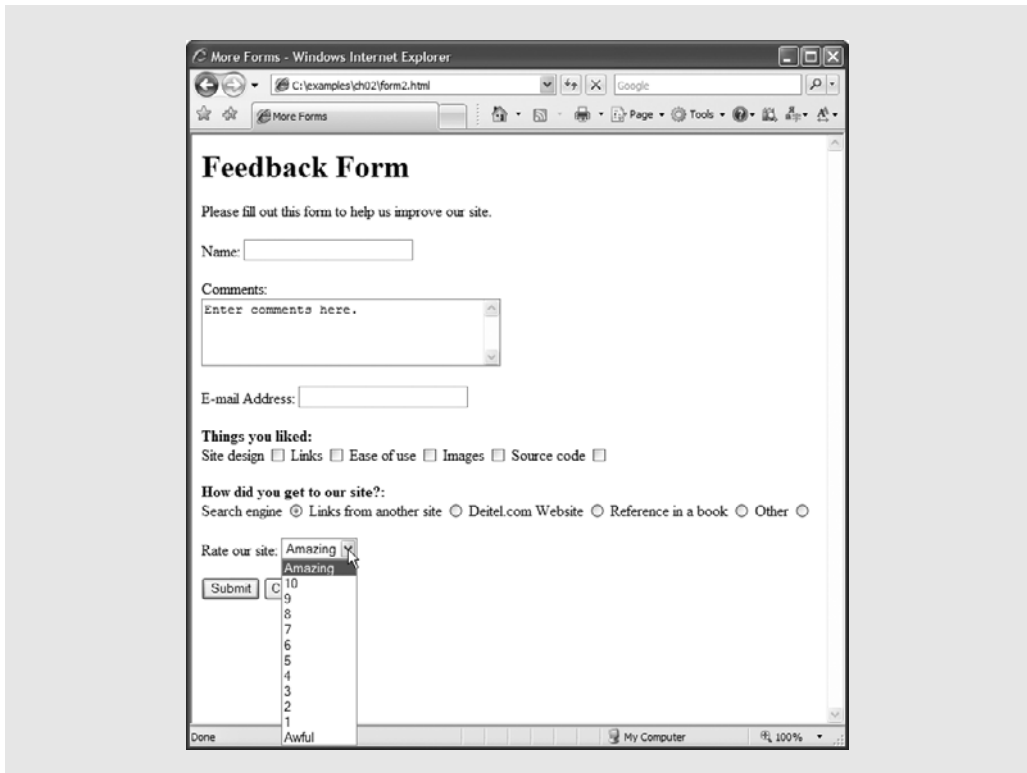 More Forms - Windows Internet Explorer
C:\examples\ch02\form2.html
Google
More Forms
Page
Tools
Feedback Form
Please fill out this form to help us improve our site.
Name:
Comments:
Enter comments here.
E-mail Address:
Things you liked:
Site design Links Ease of use Images Source code
How did you get to our site?:
Search engine Links from another site Deitel.com Website Reference in a book Other
Rate our site: Amazing
Amazing
Submit C 10
9
8
7
6
5
4
3
2
1
Awful
Done
My Computer
100%